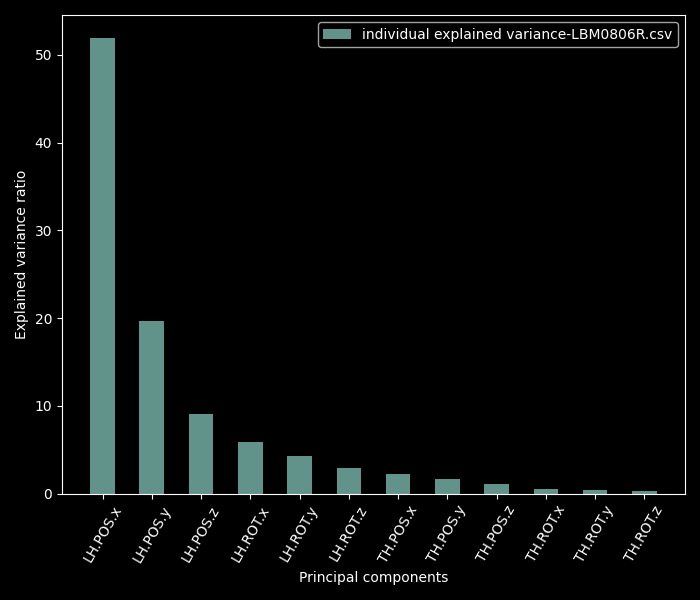 individual explained variance-LBM0806R.csv
Explained variance ratio
50
40
30
20
10
0
LH.POS.x
LH.POS.y
LH.POS.z
LH.ROT.x
LH.ROT.y
LH.ROT.z
TH.POS.x
TH.POS.y
TH.POS.z
TH.ROT.x
TH.ROT.y
TH.ROT.z
Principal components